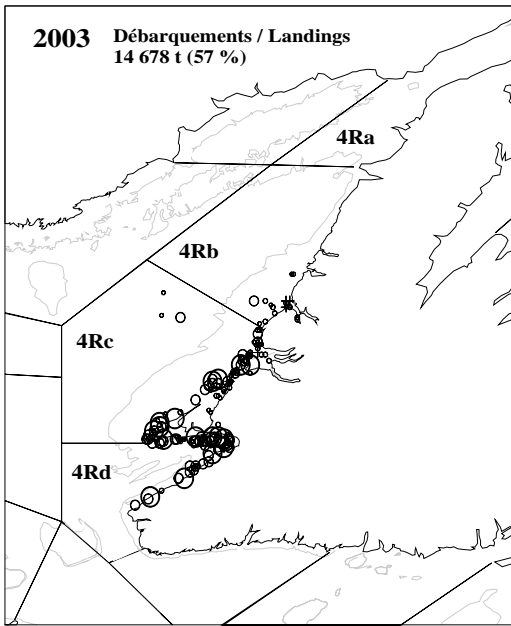 2003 Débarquements / Landings
14 678 t (57 %)
4Ra
4Rb
4Rc
4Rd